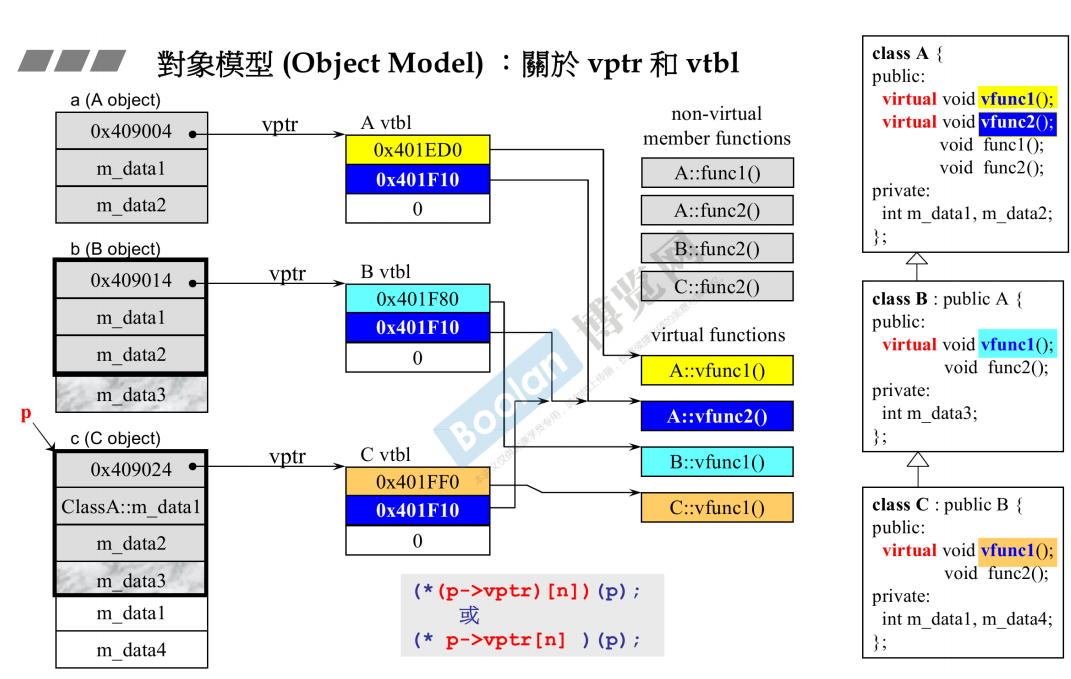 對象模型 (Object Model) ：關於 vptr 和 vtbl
a (A object)
0x409004
m_data1
m_data2
vptr
A vtbl
0x401ED0
0x401F10
0
b (B object)
0x409014
m_data1
m_data2
m_data3
vptr
B vtbl
0x401F80
0x401F10
0
p
c (C object)
0x409024
ClassA::m_data1
m_data2
m_data3
m_data1
m_data4
vptr
C vtbl
0x401FF0
0x401F10
0
non-virtual
member functions
A::func1()
A::func2()
B::func2()
C::func2()
virtual functions
A::vfunc1()
A::vfunc2()
B::vfunc1()
C::vfunc1()
(*(p->vptr)[n])(p);
或
(* p->vptr[n] )(p);
class A {
public:
virtual void vfunc1();
virtual void vfunc2();
void func1();
void func2();
private:
int m_data1, m_data2;
};
class B : public A {
public:
virtual void vfunc1();
void func2();
private:
int m_data3;
};
class C : public B {
public:
virtual void vfunc1();
void func2();
private:
int m_data1, m_data4;
};
Boolan 博览网